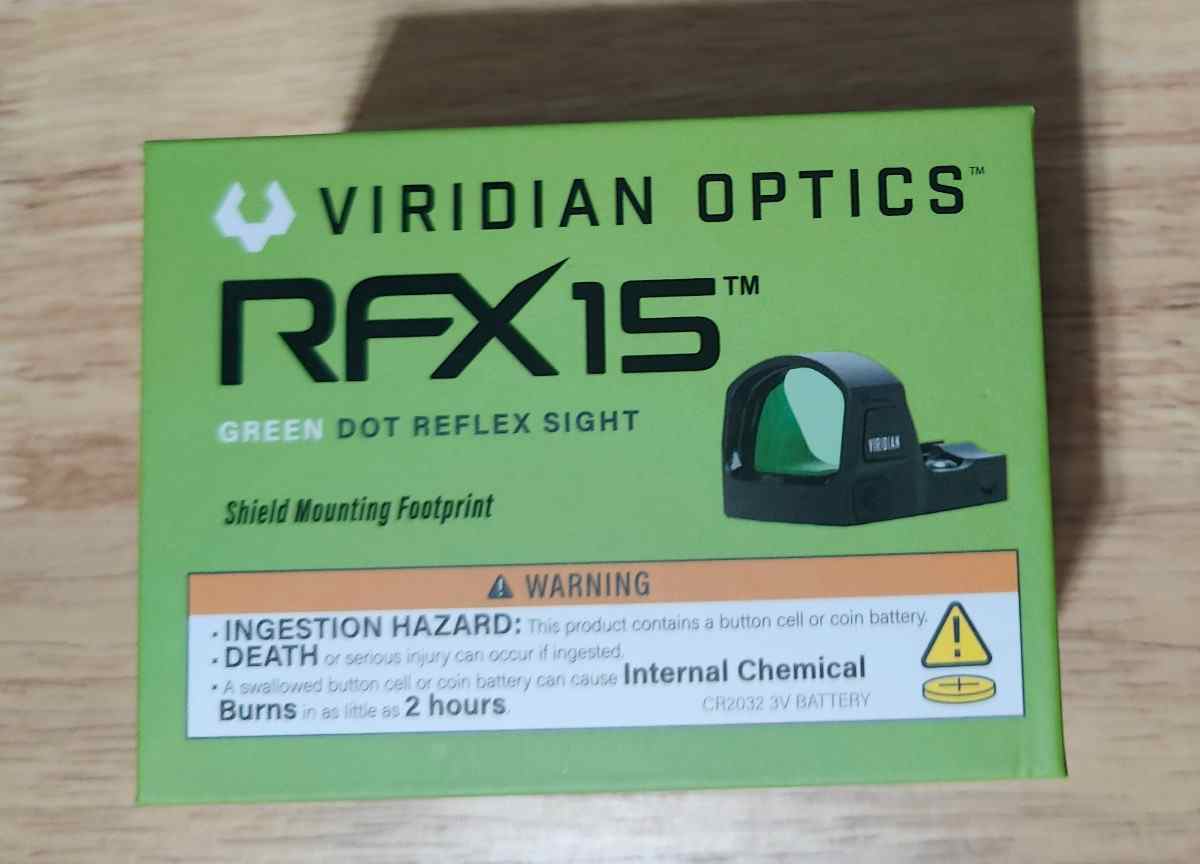 VIRIDIAN OPTICS™
RFX15™
GREEN DOT REFLEX SIGHT
VIRIDIAN
Shield Mounting Footprint
⚠ WARNING
• INGESTION HAZARD: This product contains a button cell or coin battery.
• DEATH or serious injury can occur if ingested.
• A swallowed button cell or coin battery can cause Internal Chemical
Burns in as little as 2 hours.
CR2032 3V BATTERY